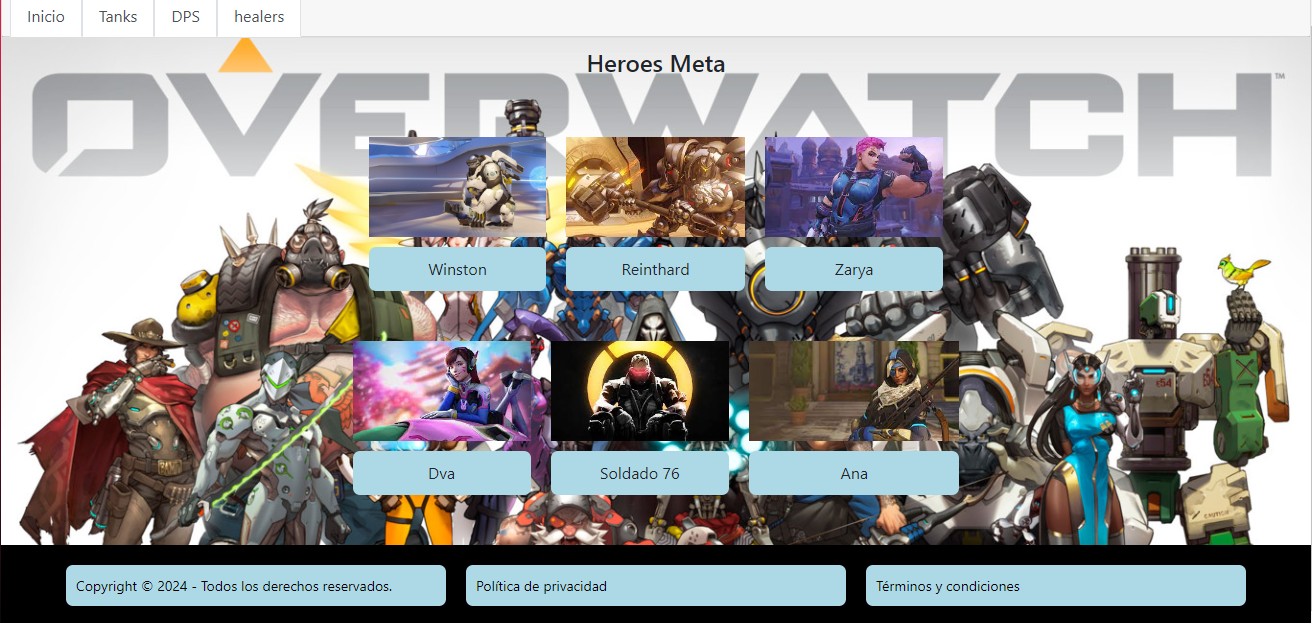 Inicio
Tanks
DPS
healers
Heroes Meta
OVERWATCH™
Winston
Reinthard
Zarya
Dva
Soldado 76
Ana
Copyright © 2024 - Todos los derechos reservados.
Política de privacidad
Términos y condiciones